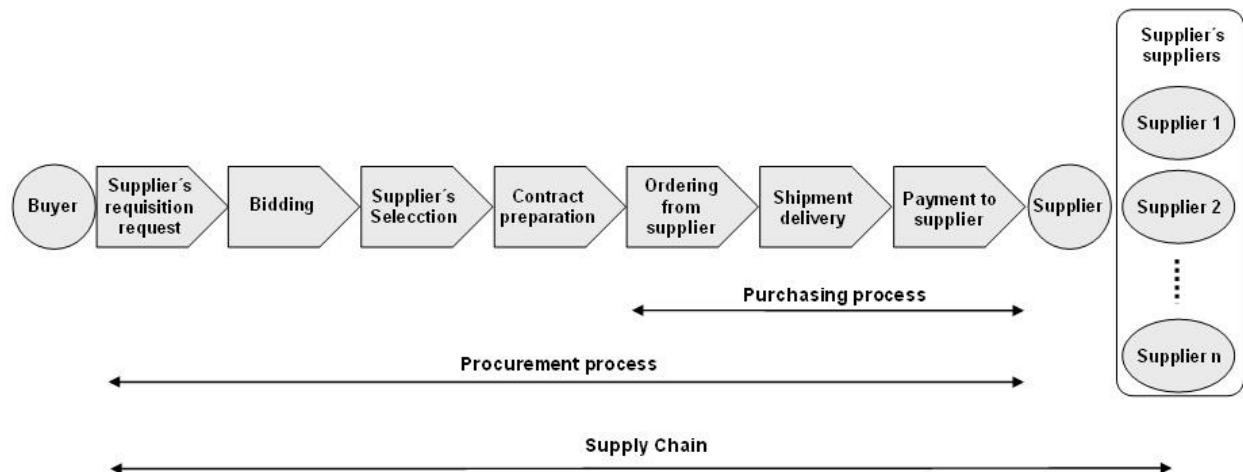 Supplier´s
suppliers
Supplier 1
Buyer
Supplier´s
requisition
request
Bidding
Supplier´s
Selecction
Contract
preparation
Ordering
from
supplier
Shipment
delivery
Payment to
supplier
Supplier
Supplier 2
Purchasing process
Supplier n
Procurement process
Supply Chain